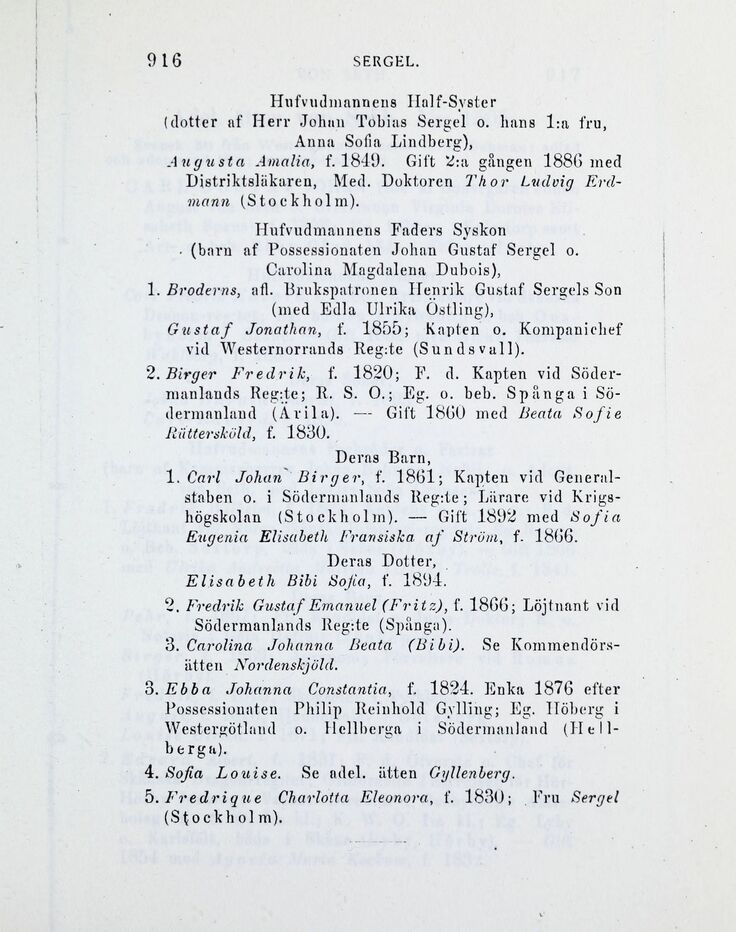 916 SERGEL.
Hufvudmannens Half-Syster
(dotter af Herr Johan Tobias Sergel o. hans 1:a fru,
Anna Sofia Lindberg),
Augusta Amalia, f. 1849. Gift 2:a gången 1886 med
Distriktsläkaren, Med. Doktoren Thor Ludvig Erd-
mann (Stockholm).
Hufvudmannens Faders Syskon
(barn af Possessionaten Johan Gustaf Sergel o.
Carolina Magdalena Dubois),
1. Broderns, afl. Brukspatronen Henrik Gustaf Sergels Son
(med Edla Ulrika Östling),
Gustaf Jonathan, f. 1855; Kapten o. Kompanichef
vid Westernorrands Reg:te (Sundsvall).
2. Birger Fredrik, f. 1820; F. d. Kapten vid Söder-
manlands Reg:te; R. S. O.; Eg. o. beb. Spånga i Sö-
dermanland (Ärila). — Gift 1860 med Beata Sofie
Rüttersköld, f. 1830.
Deras Barn,
1. Carl Johan Birger, f. 1861; Kapten vid General-
staben o. i Södermanlands Reg:te; Lärare vid Krigs-
högskolan (Stockholm). — Gift 1892 med Sofia
Eugenia Elisabeth Fransiska af Ström, f. 1866.
Deras Dotter,
Elisabeth Bibi Sofia, f. 1894.
2. Fredrik Gustaf Emanuel (Fritz), f. 1866; Löjtnant vid
Södermanlands Reg:te (Spånga).
3. Carolina Johanna Beata (Bibi). Se Kommendörs-
ätten Nordenskjöld.
3. Ebba Johanna Constantia, f. 1824. Enka 1876 efter
Possessionaten Philip Reinhold Gylling; Eg. Höberg i
Westergötland o. Hellberga i Södermanland (Hell-
berga).
4. Sofia Louise. Se adel. ätten Gyllenberg.
5. Fredrique Charlotta Eleonora, f. 1830; Fru Sergel
(Stockholm).